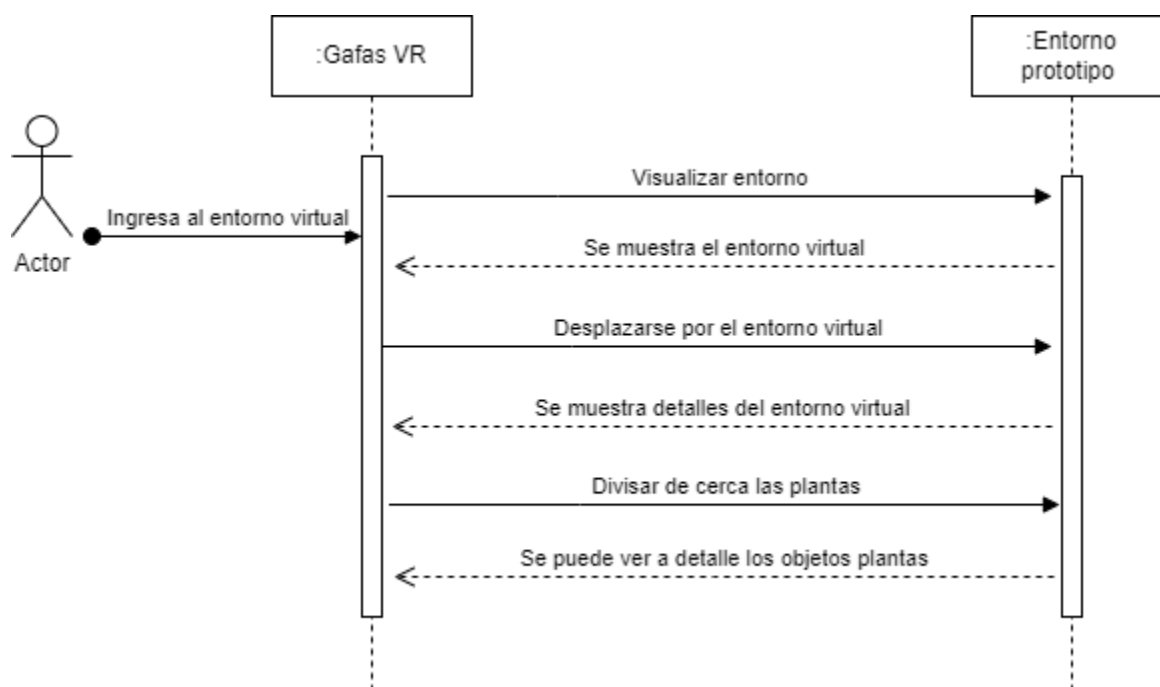 :Gafas VR
:Entorno
prototipo
Visualizar entorno
Ingresa al entorno virtual
Actor
Se muestra el entorno virtual
Desplazarse por el entorno virtual
Se muestra detalles del entorno virtual
Divisar de cerca las plantas
Se puede ver a detalle los objetos plantas